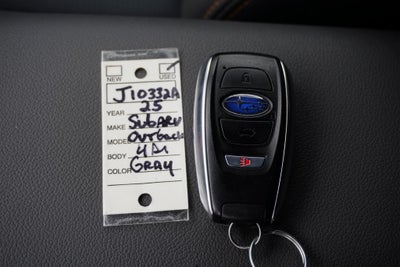 NEW USED
J10332A
YEAR 25
MAKE SUBARU
MODEL Outback
BODY 4Dr
COLOR GRAY